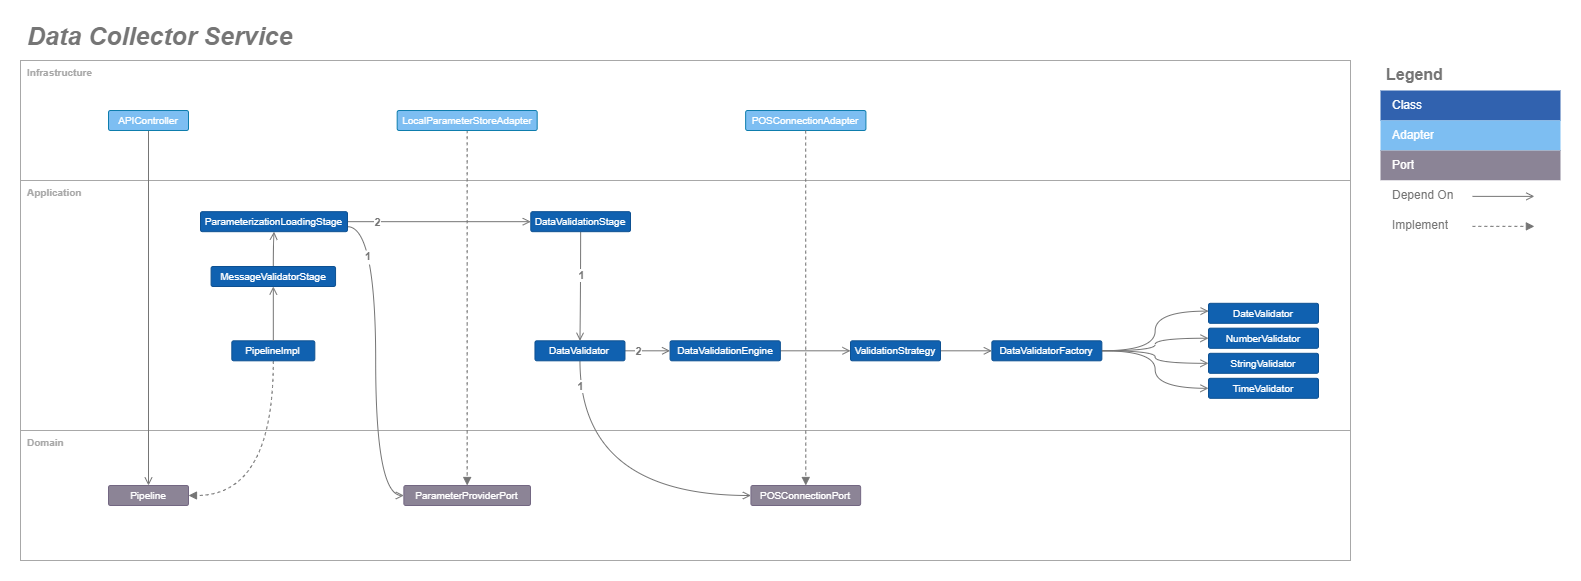 Data Collector Service
Infrastructure
APIController
LocalParameterStoreAdapter
POSConnectionAdapter
Application
ParameterizationLoadingStage
2
DataValidationStage
1
MessageValidatorStage
1
PipelineImpl
DataValidator
2
DataValidationEngine
ValidationStrategy
DataValidatorFactory
DateValidator
NumberValidator
StringValidator
TimeValidator
1
Domain
Pipeline
ParameterProviderPort
POSConnectionPort
Legend
Class
Adapter
Port
Depend On
Implement